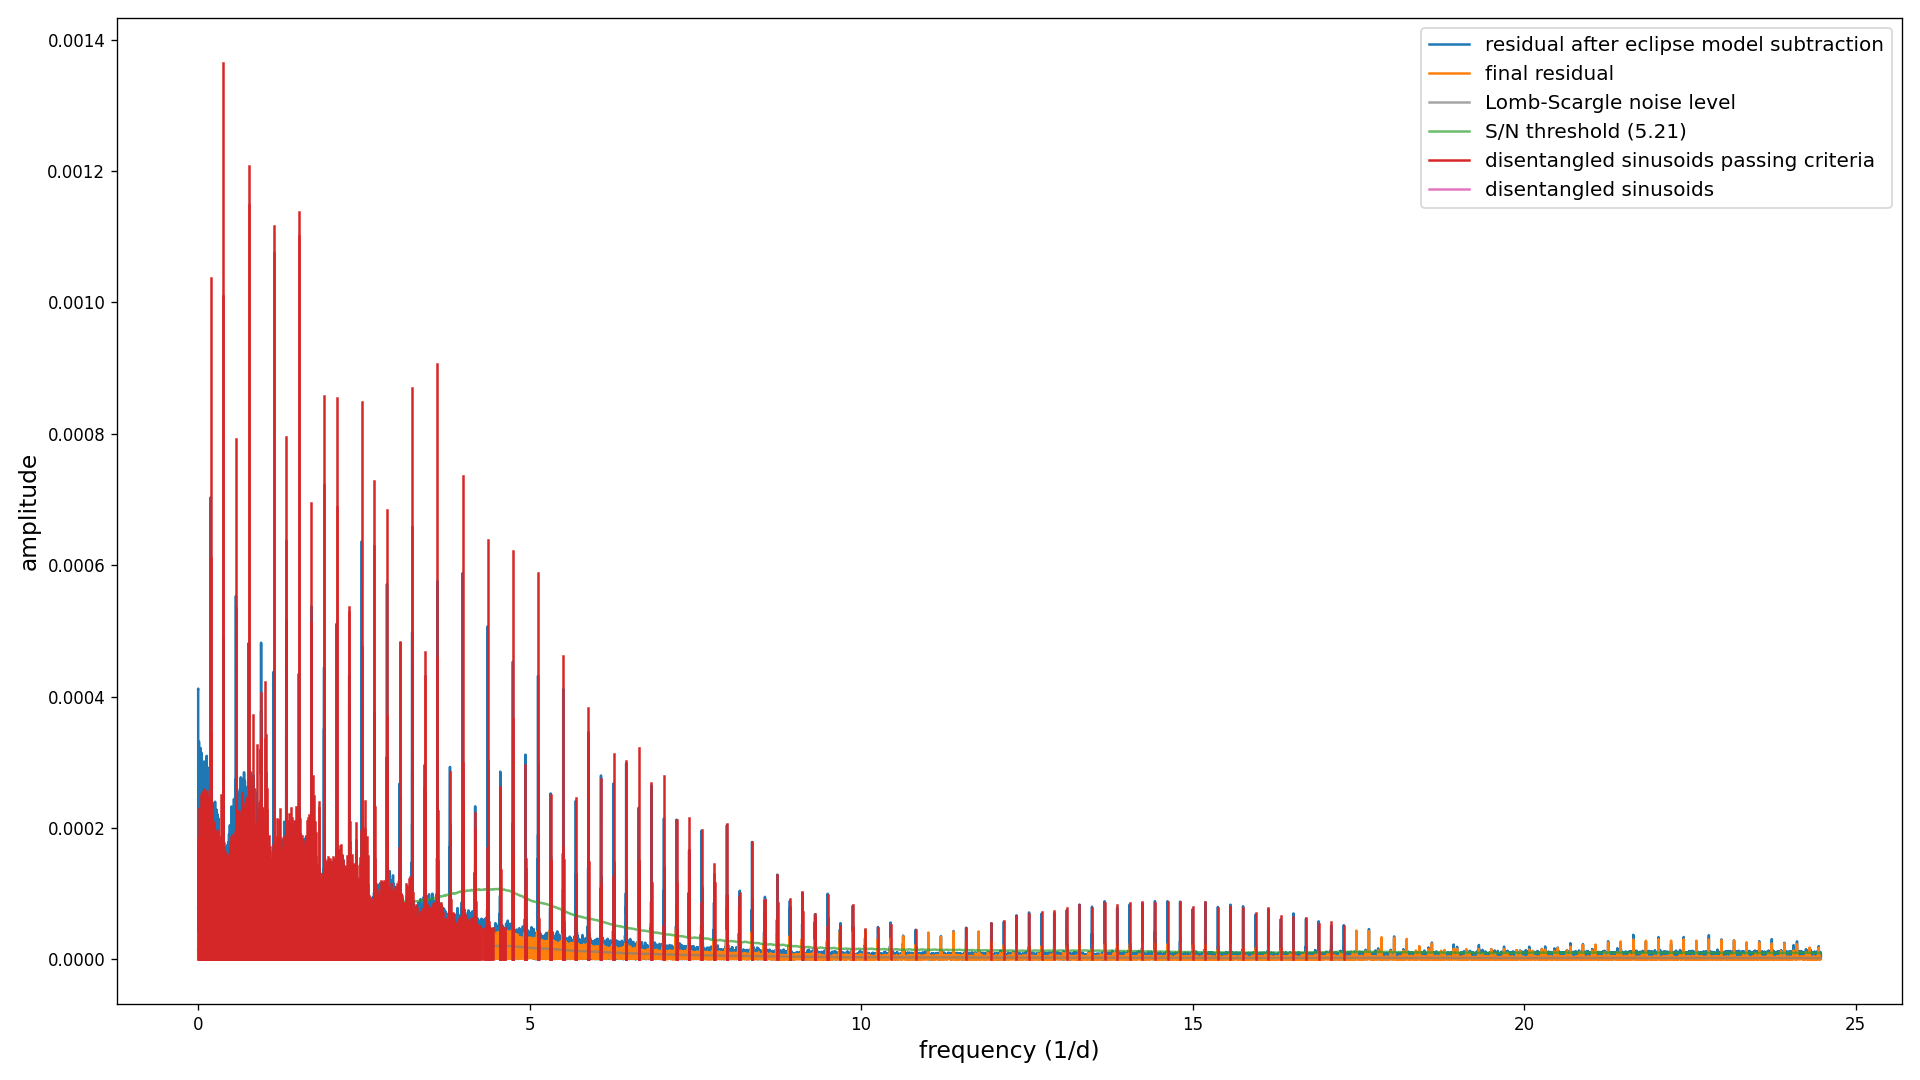 residual after eclipse model subtraction
final residual
Lomb-Scargle noise level
S/N threshold (5.21)
disentangled sinusoids passing criteria
disentangled sinusoids
0.0014
0.0012
0.0010
0.0008
0.0006
0.0004
0.0002
0.0000
amplitude
0 5 10 15 20 25
frequency (1/d)